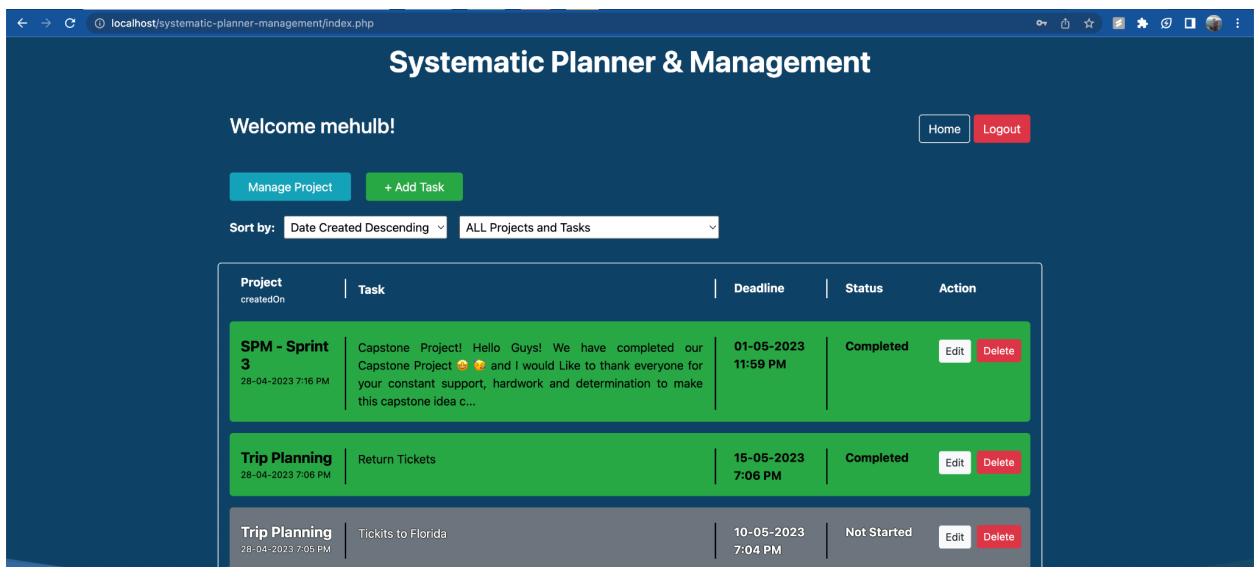 localhost/systematic-planner-management/index.php
Systematic Planner & Management
Welcome mehulb!
Home
Logout
Manage Project
+ Add Task
Sort by:
Date Created Descending
ALL Projects and Tasks
Project
createdOn
Task
Deadline
Status
Action
SPM - Sprint
3
28-04-2023 7:16 PM
Capstone Project! Hello Guys! We have completed our
Capstone Project 🤩 😘 and I would Like to thank everyone for
your constant support, hardwork and determination to make
this capstone idea c...
01-05-2023
11:59 PM
Completed
Edit
Delete
Trip Planning
28-04-2023 7:06 PM
Return Tickets
15-05-2023
7:06 PM
Completed
Edit
Delete
Trip Planning
28-04-2023 7:05 PM
Tickits to Florida
10-05-2023
7:04 PM
Not Started
Edit
Delete